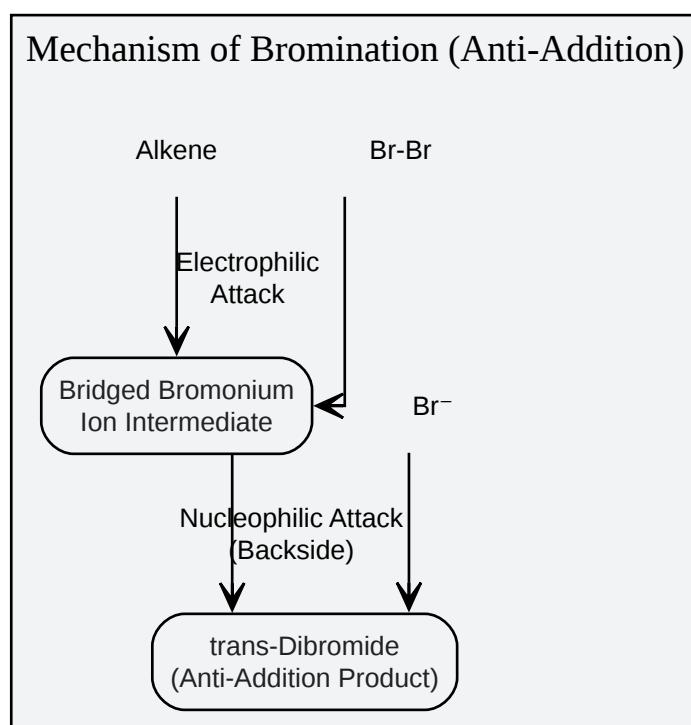 Mechanism of Bromination (Anti-Addition)
Alkene
Br-Br
Electrophilic
Attack
Bridged Bromonium
Ion Intermediate
Br⁻
Nucleophilic Attack
(Backside)
trans-Dibromide
(Anti-Addition Product)